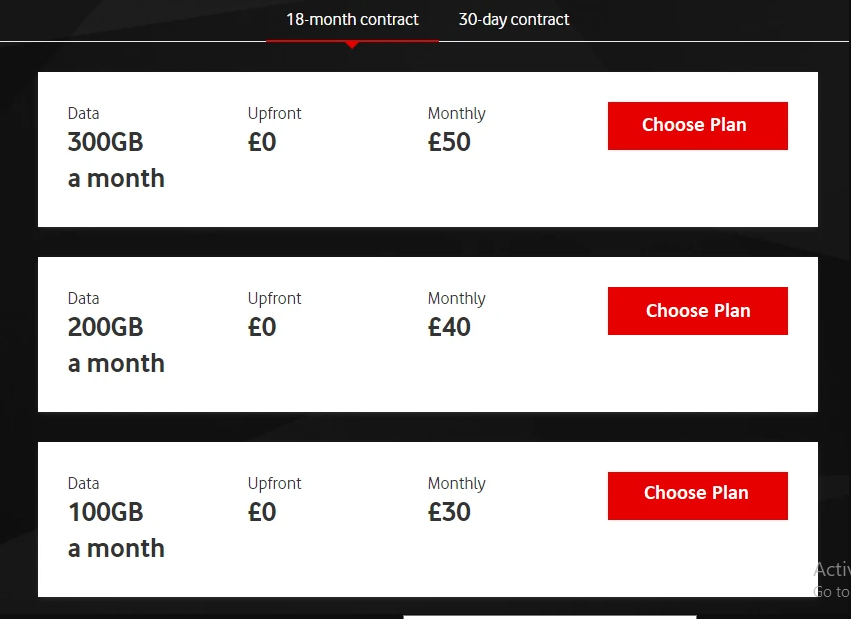 18-month contract 30-day contract
Data Upfront Monthly Choose Plan
300GB £0 £50
a month
Data Upfront Monthly Choose Plan
200GB £0 £40
a month
Data Upfront Monthly Choose Plan
100GB £0 £30
a month
Go to